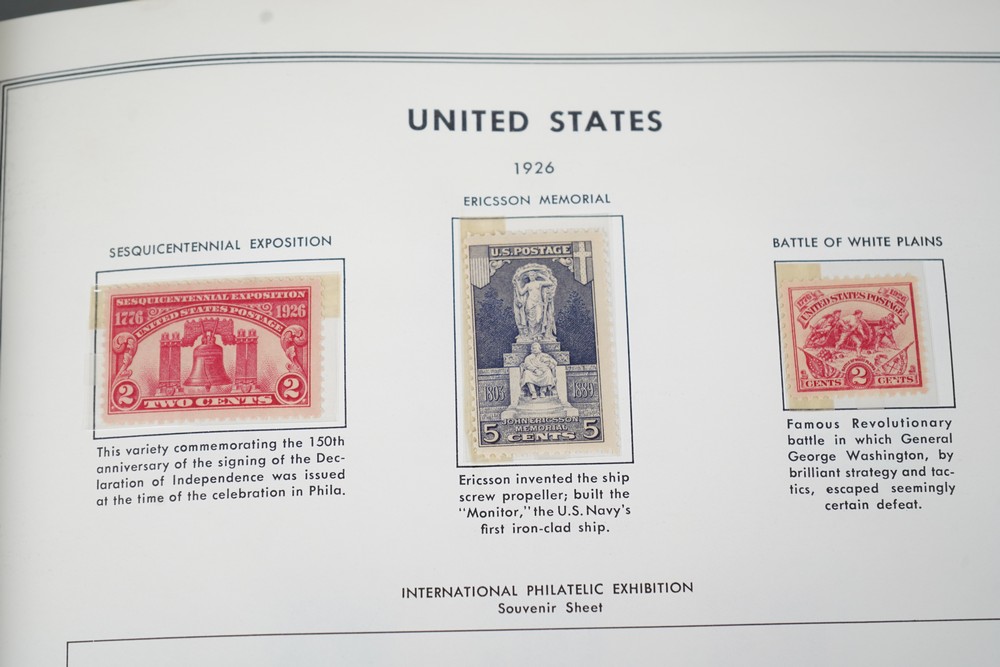 UNITED STATES
1926
SESQUICENTENNIAL EXPOSITION
SESQUICENTENNIAL EXPOSITION
1776 1926
UNITED STATES POSTAGE
2 2
TWO CENTS
This variety commemorating the 150th
anniversary of the signing of the Dec-
laration of Independence was issued
at the time of the celebration in Phila.
ERICSSON MEMORIAL
U.S. POSTAGE
1803 1889
JOHN ERICSSON
MEMORIAL
5 CENTS 5
Ericsson invented the ship
screw propeller; built the
"Monitor," the U.S. Navy's
first iron-clad ship.
BATTLE OF WHITE PLAINS
1776 1926
UNITED STATES POSTAGE
CENTS 2 CENTS
Famous Revolutionary
battle in which General
George Washington, by
brilliant strategy and tac-
tics, escaped seemingly
certain defeat.
INTERNATIONAL PHILATELIC EXHIBITION
Souvenir Sheet